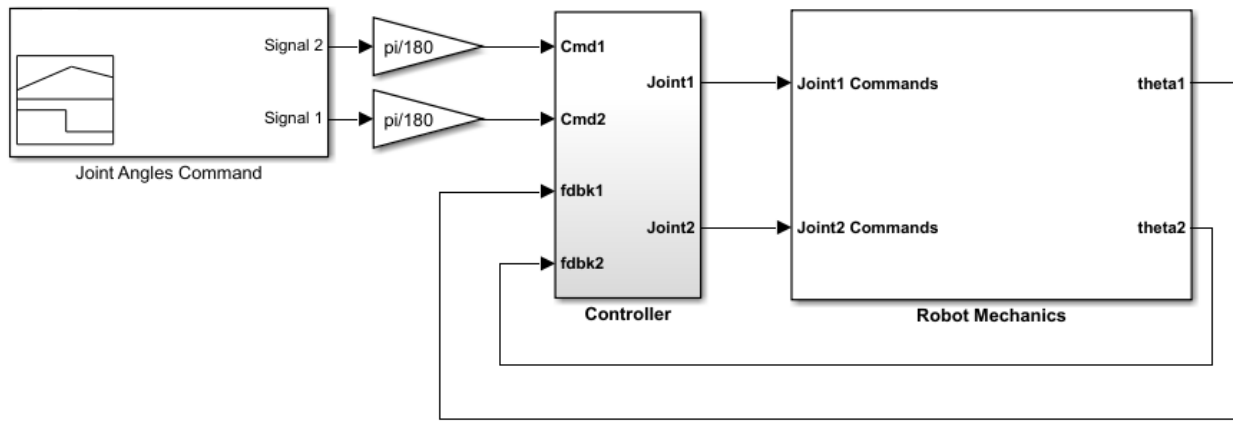 Signal 2
Signal 1
Joint Angles Command
pi/180
pi/180
Cmd1
Cmd2
fdbk1
fdbk2
Joint1
Joint2
Controller
Joint1 Commands
Joint2 Commands
theta1
theta2
Robot Mechanics